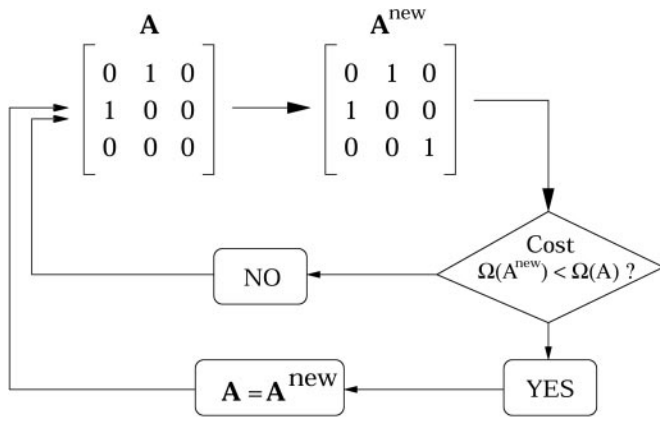 A
A^new
0 1 0
1 0 0
0 0 0
0 1 0
1 0 0
0 0 1
Cost
Ω(A^new) < Ω(A) ?
NO
YES
A = A^new